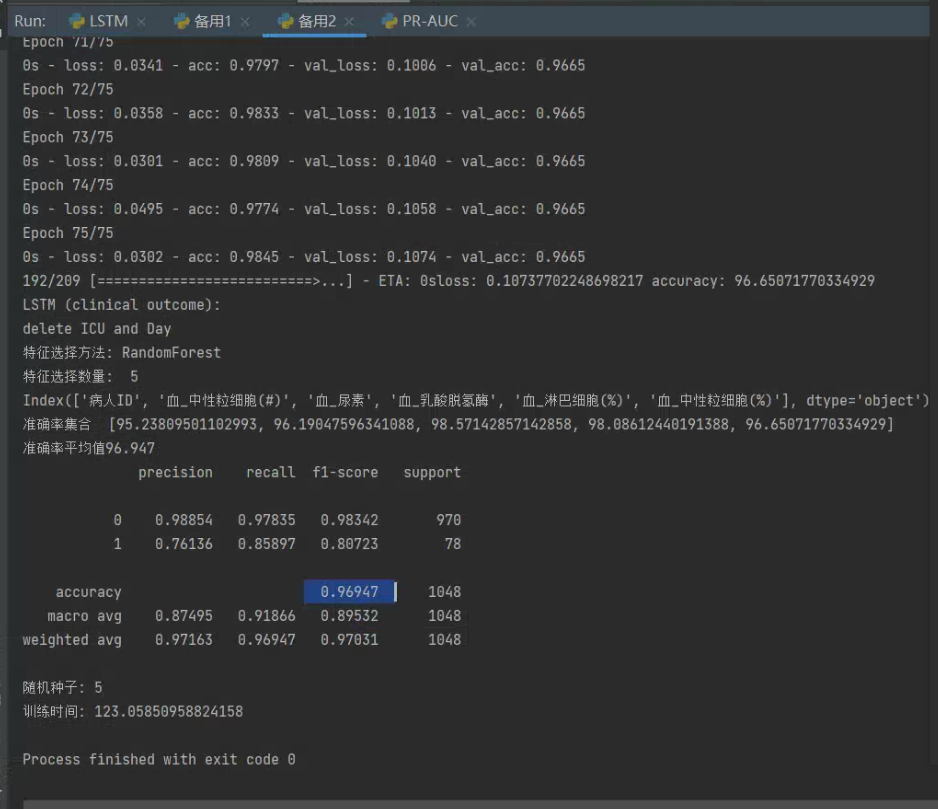 Run: LSTM × 备用1 × 备用2 × PR-AUC ×
Epoch 71/75
0s - loss: 0.0341 - acc: 0.9797 - val_loss: 0.1006 - val_acc: 0.9665
Epoch 72/75
0s - loss: 0.0358 - acc: 0.9833 - val_loss: 0.1013 - val_acc: 0.9665
Epoch 73/75
0s - loss: 0.0301 - acc: 0.9809 - val_loss: 0.1040 - val_acc: 0.9665
Epoch 74/75
0s - loss: 0.0495 - acc: 0.9774 - val_loss: 0.1058 - val_acc: 0.9665
Epoch 75/75
0s - loss: 0.0302 - acc: 0.9845 - val_loss: 0.1074 - val_acc: 0.9665
192/209 [==========================>...] - ETA: 0sloss: 0.10737702248698217 accuracy: 96.65071770334929
LSTM (clinical outcome):
delete ICU and Day
特征选择方法: RandomForest
特征选择数量: 5
Index(['病人ID', '血_中性粒细胞(#)', '血_尿素', '血_乳酸脱氢酶', '血_淋巴细胞(%)', '血_中性粒细胞(%)'], dtype='object')
准确率集合 [95.23809501102993, 96.19047596341088, 98.57142857142858, 98.08612440191388, 96.65071770334929]
准确率平均值96.947
precision recall f1-score support
0 0.98854 0.97835 0.98342 970
1 0.76136 0.85897 0.80723 78
accuracy 0.96947 1048
macro avg 0.87495 0.91866 0.89532 1048
weighted avg 0.97163 0.96947 0.97031 1048
随机种子: 5
训练时间: 123.05850958824158
Process finished with exit code 0